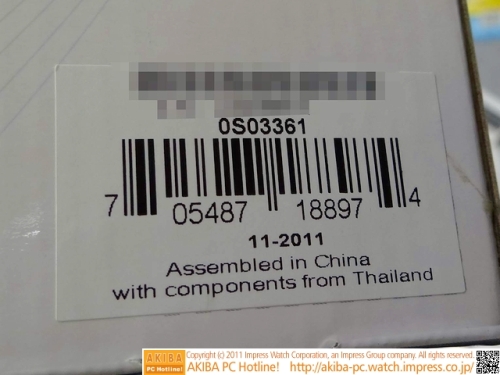 0S03361
7 05487 18897 4
11-2011
Assembled in China
with components from Thailand
AKIBA PC Hotline!
Copyright (c) 2011 Impress Watch Corporation, an Impress Group company. All rights reserved.
AKIBA PC Hotline! http://akiba-pc.watch.impress.co.jp/